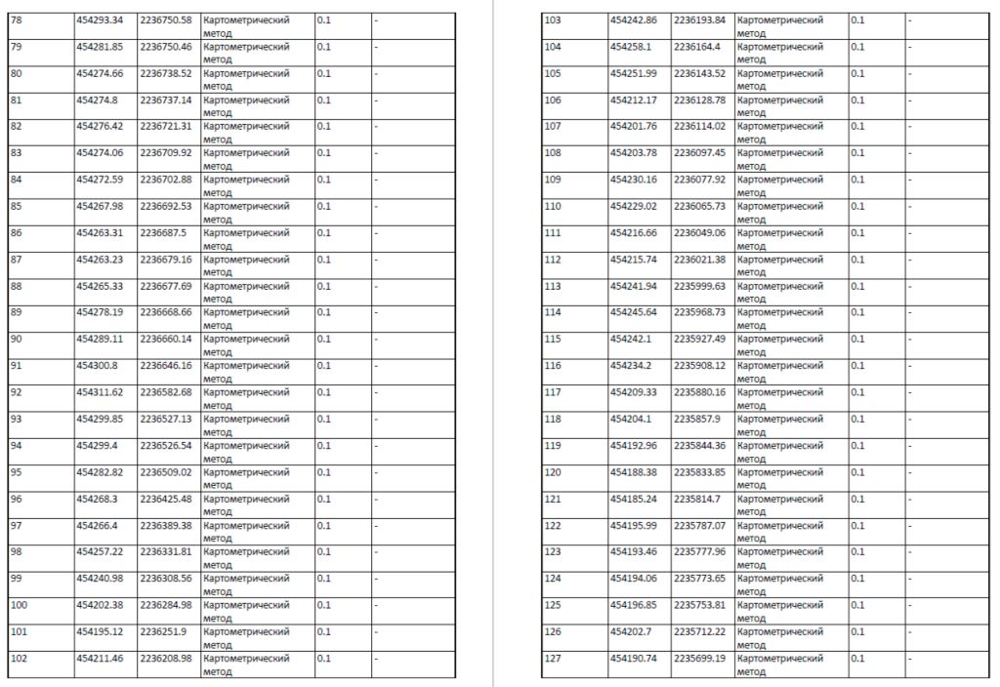 78 454293.34 2236750.58 Картометрический 0.1 -
метод
79 454281.85 2236750.46 Картометрический 0.1 -
метод
80 454274.66 2236738.52 Картометрический 0.1 -
метод
81 454274.8 2236737.14 Картометрический 0.1 -
метод
82 454276.42 2236721.31 Картометрический 0.1 -
метод
83 454274.06 2236709.92 Картометрический 0.1 -
метод
84 454272.59 2236702.88 Картометрический 0.1 -
метод
85 454267.98 2236692.53 Картометрический 0.1 -
метод
86 454263.31 2236687.5 Картометрический 0.1 -
метод
87 454263.23 2236679.16 Картометрический 0.1 -
метод
88 454265.33 2236677.69 Картометрический 0.1 -
метод
89 454278.19 2236668.66 Картометрический 0.1 -
метод
90 454289.11 2236660.14 Картометрический 0.1 -
метод
91 454300.8 2236646.16 Картометрический 0.1 -
метод
92 454311.62 2236582.68 Картометрический 0.1 -
метод
93 454299.85 2236527.13 Картометрический 0.1 -
метод
94 454299.4 2236526.54 Картометрический 0.1 -
метод
95 454282.82 2236509.02 Картометрический 0.1 -
метод
96 454268.3 2236425.48 Картометрический 0.1 -
метод
97 454266.4 2236389.38 Картометрический 0.1 -
метод
98 454257.22 2236331.81 Картометрический 0.1 -
метод
99 454240.98 2236308.56 Картометрический 0.1 -
метод
100 454202.38 2236284.98 Картометрический 0.1 -
метод
101 454195.12 2236251.9 Картометрический 0.1 -
метод
102 454211.46 2236208.98 Картометрический 0.1 -
метод
103 454242.86 2236193.84 Картометрический 0.1 -
метод
104 454258.1 2236164.4 Картометрический 0.1 -
метод
105 454251.99 2236143.52 Картометрический 0.1 -
метод
106 454212.17 2236128.78 Картометрический 0.1 -
метод
107 454201.76 2236114.02 Картометрический 0.1 -
метод
108 454203.78 2236097.45 Картометрический 0.1 -
метод
109 454230.16 2236077.92 Картометрический 0.1 -
метод
110 454229.02 2236065.73 Картометрический 0.1 -
метод
111 454216.66 2236049.06 Картометрический 0.1 -
метод
112 454215.74 2236021.38 Картометрический 0.1 -
метод
113 454241.94 2235999.63 Картометрический 0.1 -
метод
114 454245.64 2235968.73 Картометрический 0.1 -
метод
115 454242.1 2235927.49 Картометрический 0.1 -
метод
116 454234.2 2235908.12 Картометрический 0.1 -
метод
117 454209.33 2235880.16 Картометрический 0.1 -
метод
118 454204.1 2235857.9 Картометрический 0.1 -
метод
119 454192.96 2235844.36 Картометрический 0.1 -
метод
120 454188.38 2235833.85 Картометрический 0.1 -
метод
121 454185.24 2235814.7 Картометрический 0.1 -
метод
122 454195.99 2235787.07 Картометрический 0.1 -
метод
123 454193.46 2235777.96 Картометрический 0.1 -
метод
124 454194.06 2235773.65 Картометрический 0.1 -
метод
125 454196.85 2235753.81 Картометрический 0.1 -
метод
126 454202.7 2235712.22 Картометрический 0.1 -
метод
127 454190.74 2235699.19 Картометрический 0.1 -
метод